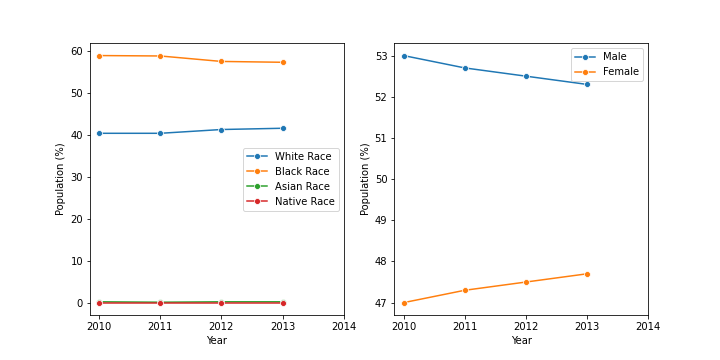 60
50
40
30
20
10
0
Population (%)
2010 2011 2012 2013 2014
Year
White Race
Black Race
Asian Race
Native Race
53
52
51
50
49
48
47
Population (%)
2010 2011 2012 2013 2014
Year
Male
Female